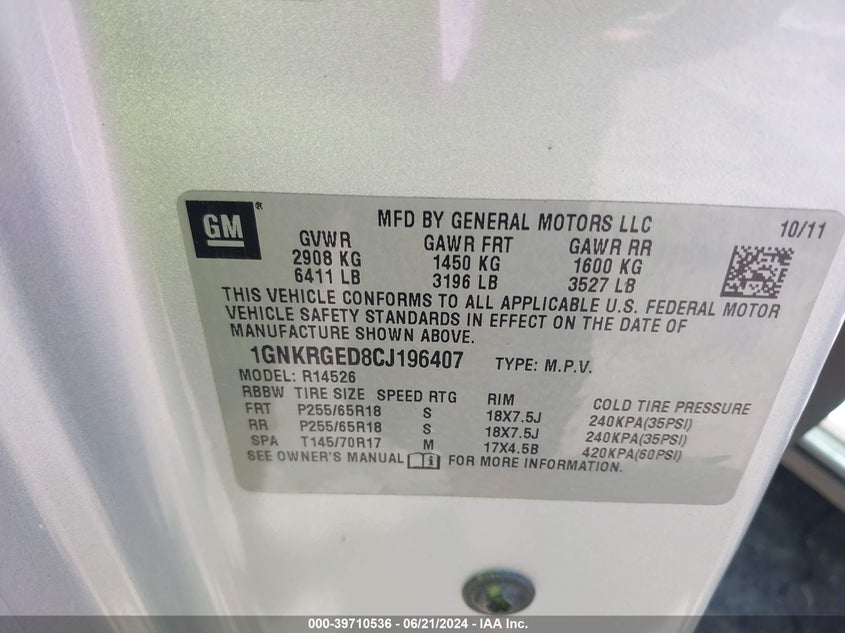 GM®
MFD BY GENERAL MOTORS LLC 10/11
GVWR GAWR FRT GAWR RR
2908 KG 1450 KG 1600 KG
6411 LB 3196 LB 3527 LB
THIS VEHICLE CONFORMS TO ALL APPLICABLE U.S. FEDERAL MOTOR
VEHICLE SAFETY STANDARDS IN EFFECT ON THE DATE OF
MANUFACTURE SHOWN ABOVE.
1GNKRGED8CJ196407 TYPE: M.P.V.
MODEL: R14526
RBBW TIRE SIZE SPEED RTG RIM COLD TIRE PRESSURE
FRT P255/65R18 S 18X7.5J 240KPA(35PSI)
RR P255/65R18 S 18X7.5J 240KPA(35PSI)
SPA T145/70R17 M 17X4.5B 420KPA(60PSI)
SEE OWNER'S MANUAL i FOR MORE INFORMATION.
000-39710536 - 06/21/2024 - IAA Inc.